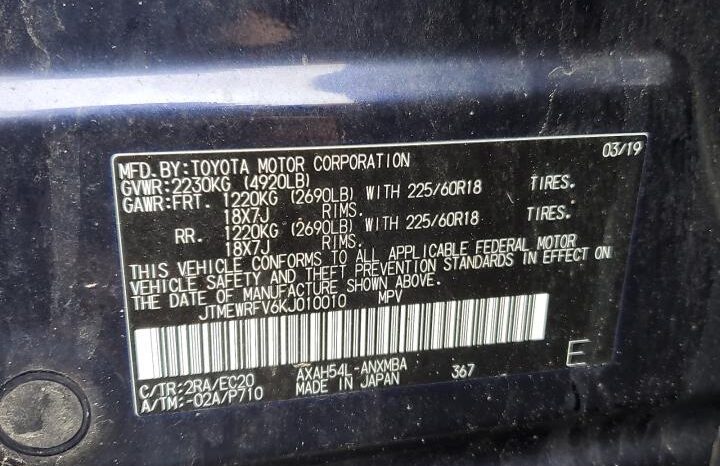 MFD. BY:TOYOTA MOTOR CORPORATION 03/19
GVWR:2230KG (4920LB)
GAWR:FRT. 1220KG (2690LB) WITH 225/60R18 TIRES.
18X7J RIMS.
RR. 1220KG (2690LB) WITH 225/60R18 TIRES.
18X7J RIMS.
THIS VEHICLE CONFORMS TO ALL APPLICABLE FEDERAL MOTOR
VEHICLE SAFETY AND THEFT PREVENTION STANDARDS IN EFFECT ON
THE DATE OF MANUFACTURE SHOWN ABOVE.
JTMEWRFV6KJ010010 MPV
C/TR:2RA/EC20 AXAH54L-ANXMBA 367 E
A/TM:-02A/P710 MADE IN JAPAN